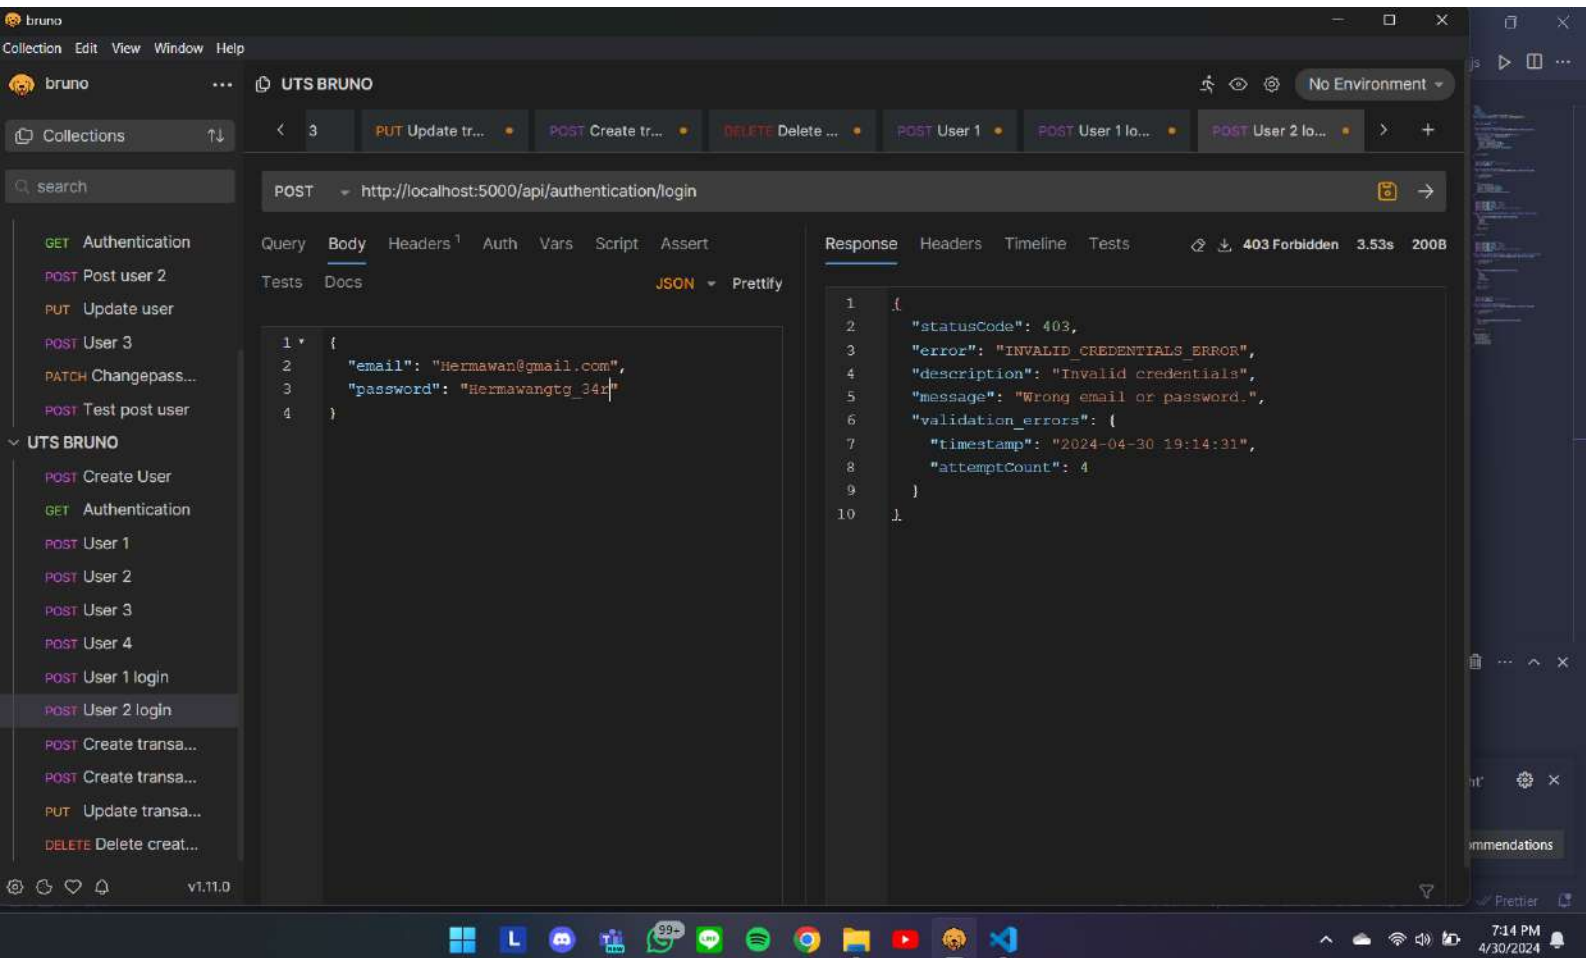 bruno
Collection Edit View Window Help
bruno
Collections
search
GET Authentication
POST Post user 2
PUT Update user
POST User 3
PATCH Changepass...
POST Test post user
UTS BRUNO
POST Create User
GET Authentication
POST User 1
POST User 2
POST User 3
POST User 4
POST User 1 login
POST User 2 login
POST Create transa...
POST Create transa...
PUT Update transa...
DELETE Delete creat...
v1.11.0
UTS BRUNO
No Environment
3 PUT Update tr... POST Create tr... DELETE Delete ... POST User 1 POST User 1 lo... POST User 2 lo...
POST http://localhost:5000/api/authentication/login
Query Body Headers 1 Auth Vars Script Assert
Tests Docs JSON Prettify
1 {
2 "email": "Hermawan@gmail.com",
3 "password": "Hermawangtg_34r"
4 }
Response Headers Timeline Tests 403 Forbidden 3.53s 200B
1 {
2 "statusCode": 403,
3 "error": "INVALID_CREDENTIALS_ERROR",
4 "description": "Invalid credentials",
5 "message": "Wrong email or password.",
6 "validation_errors": {
7 "timestamp": "2024-04-30 19:14:31",
8 "attemptCount": 4
9 }
10 }
js
ht'
mmendations
Prettier
L
99+
7:14 PM
4/30/2024